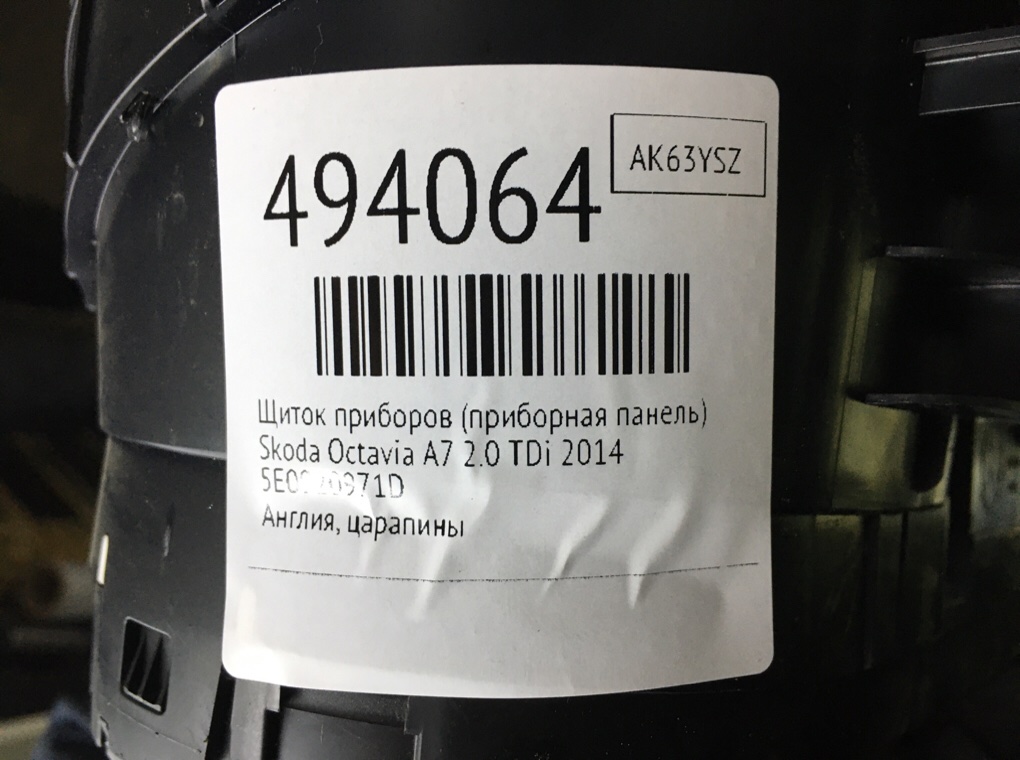 494064
AK63YSZ
Щиток приборов (приборная панель)
Skoda Octavia A7 2.0 TDi 2014
Англия, царапины